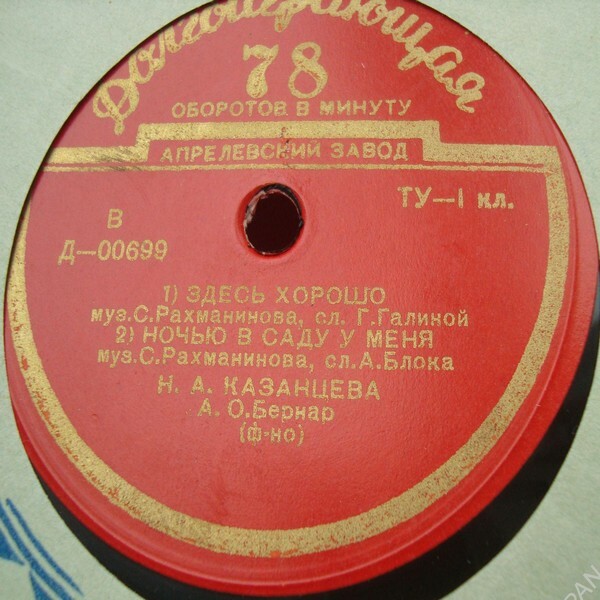 Долгоиграющая
78
ОБОРОТОВ В МИНУТУ
АПРЕЛЕВСКИЙ ЗАВОД
ТУ—I кл.
В
Д—00699
1) ЗДЕСЬ ХОРОШО
муз.С.Рахманинова, сл. Г.Галиной
2) НОЧЬЮ В САДУ У МЕНЯ
муз.С.Рахманинова, сл.А.Блока
Н. А. КАЗАНЦЕВА
А. О.Бернар
(ф-но)